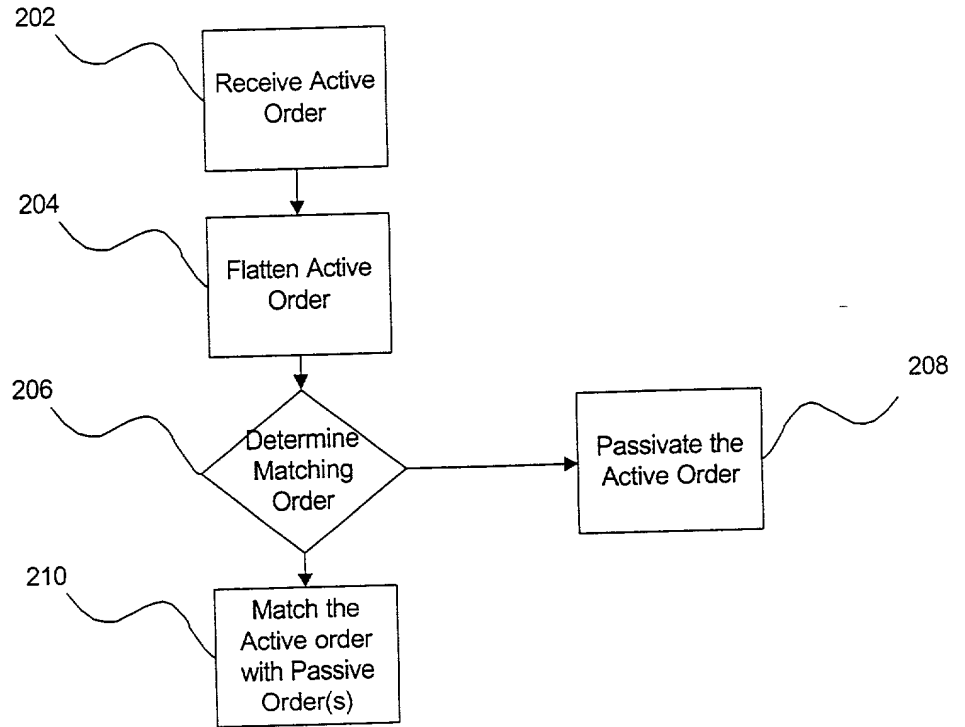 202
Receive Active
Order
204
Flatten Active
Order
206
Determine
Matching
Order
208
Passivate the
Active Order
210
Match the
Active order
with Passive
Order(s)